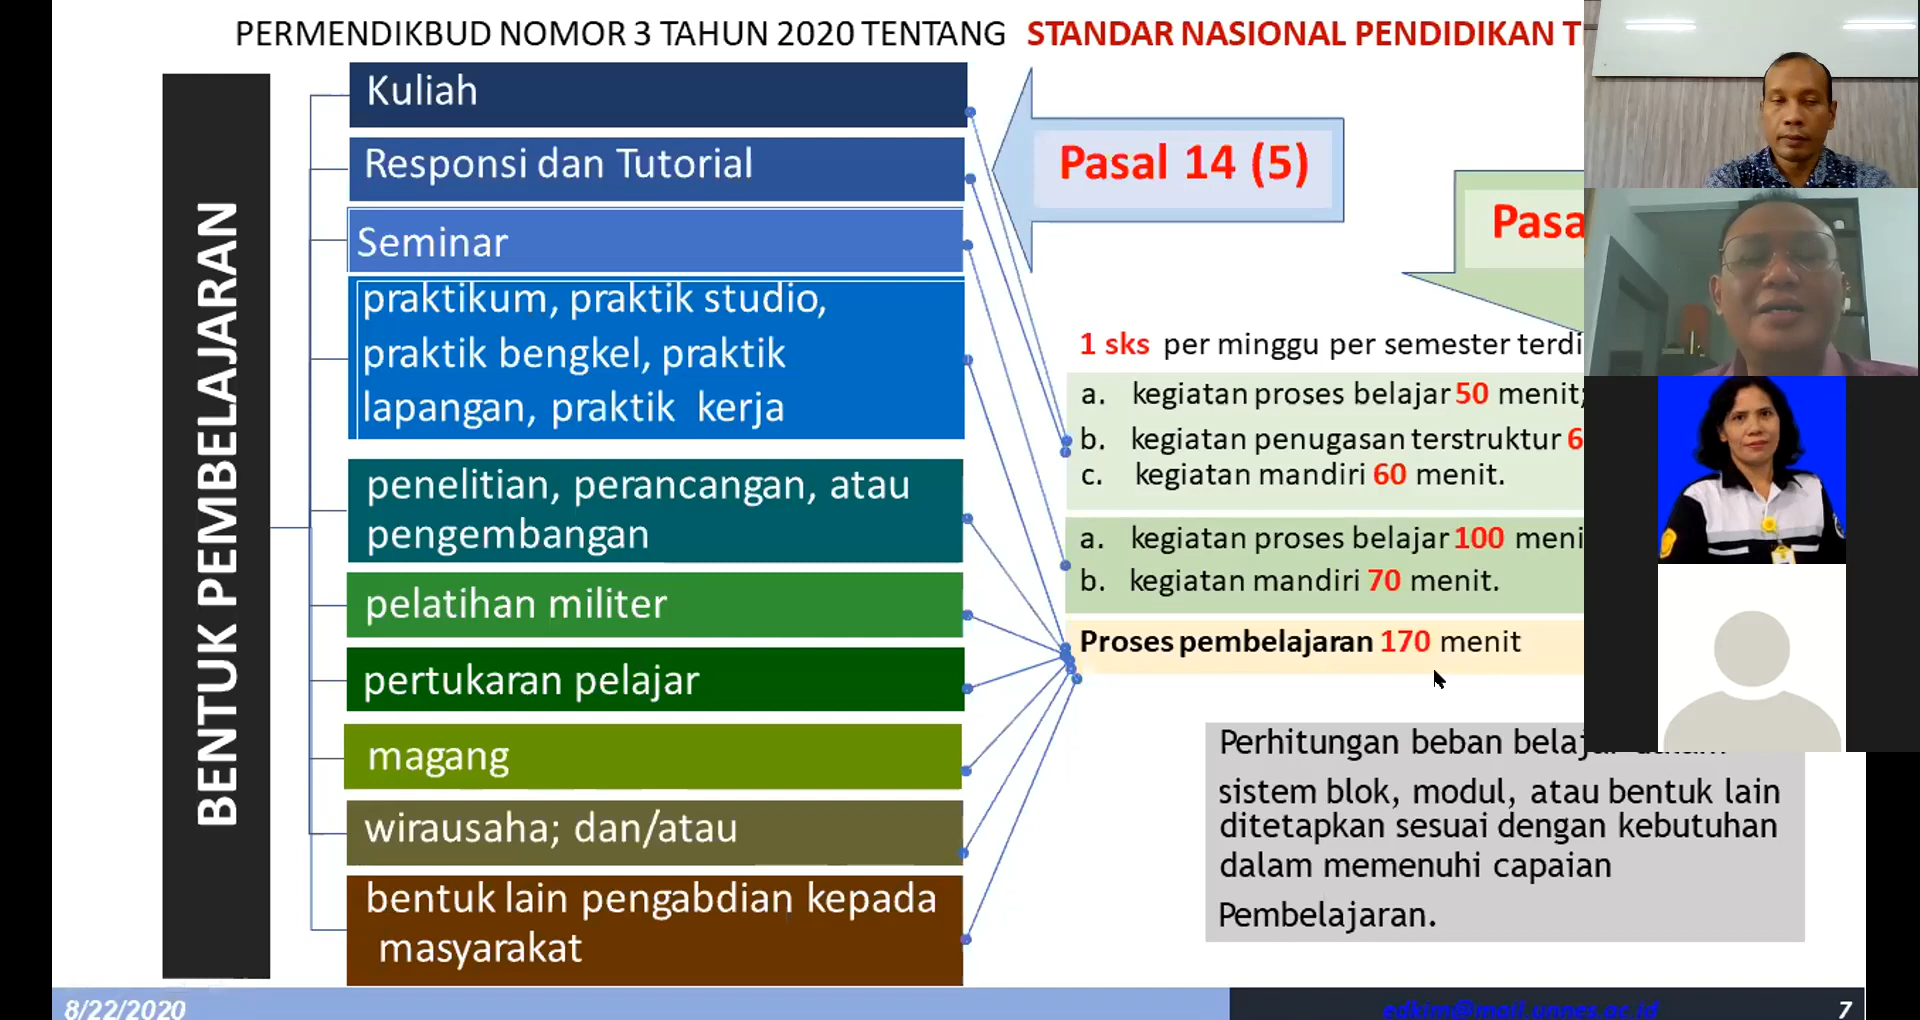 PERMENDIKBUD NOMOR 3 TAHUN 2020 TENTANG STANDAR NASIONAL PENDIDIKAN
BENTUK PEMBELAJARAN
Kuliah
Responsi dan Tutorial
Seminar
praktikum, praktik studio,
praktik bengkel, praktik
lapangan, praktik kerja
penelitian, perancangan, atau
pengembangan
pelatihan militer
pertukaran pelajar
magang
wirausaha; dan/atau
bentuk lain pengabdian kepada
masyarakat
Pasal 14 (5)
1 sks per minggu per semester
a. kegiatan proses belajar 50 menit;
b. kegiatan penugasan terstruktur
c. kegiatan mandiri 60 menit.
a. kegiatan proses belajar 100
b. kegiatan mandiri 70 menit.
Proses pembelajaran 170 menit
Perhitungan beban
sistem blok, modul, atau bentuk lain
ditetapkan sesuai dengan kebutuhan
dalam memenuhi capaian
Pembelajaran.
8/22/2020
edkim@mail.unnes.ac.id
7